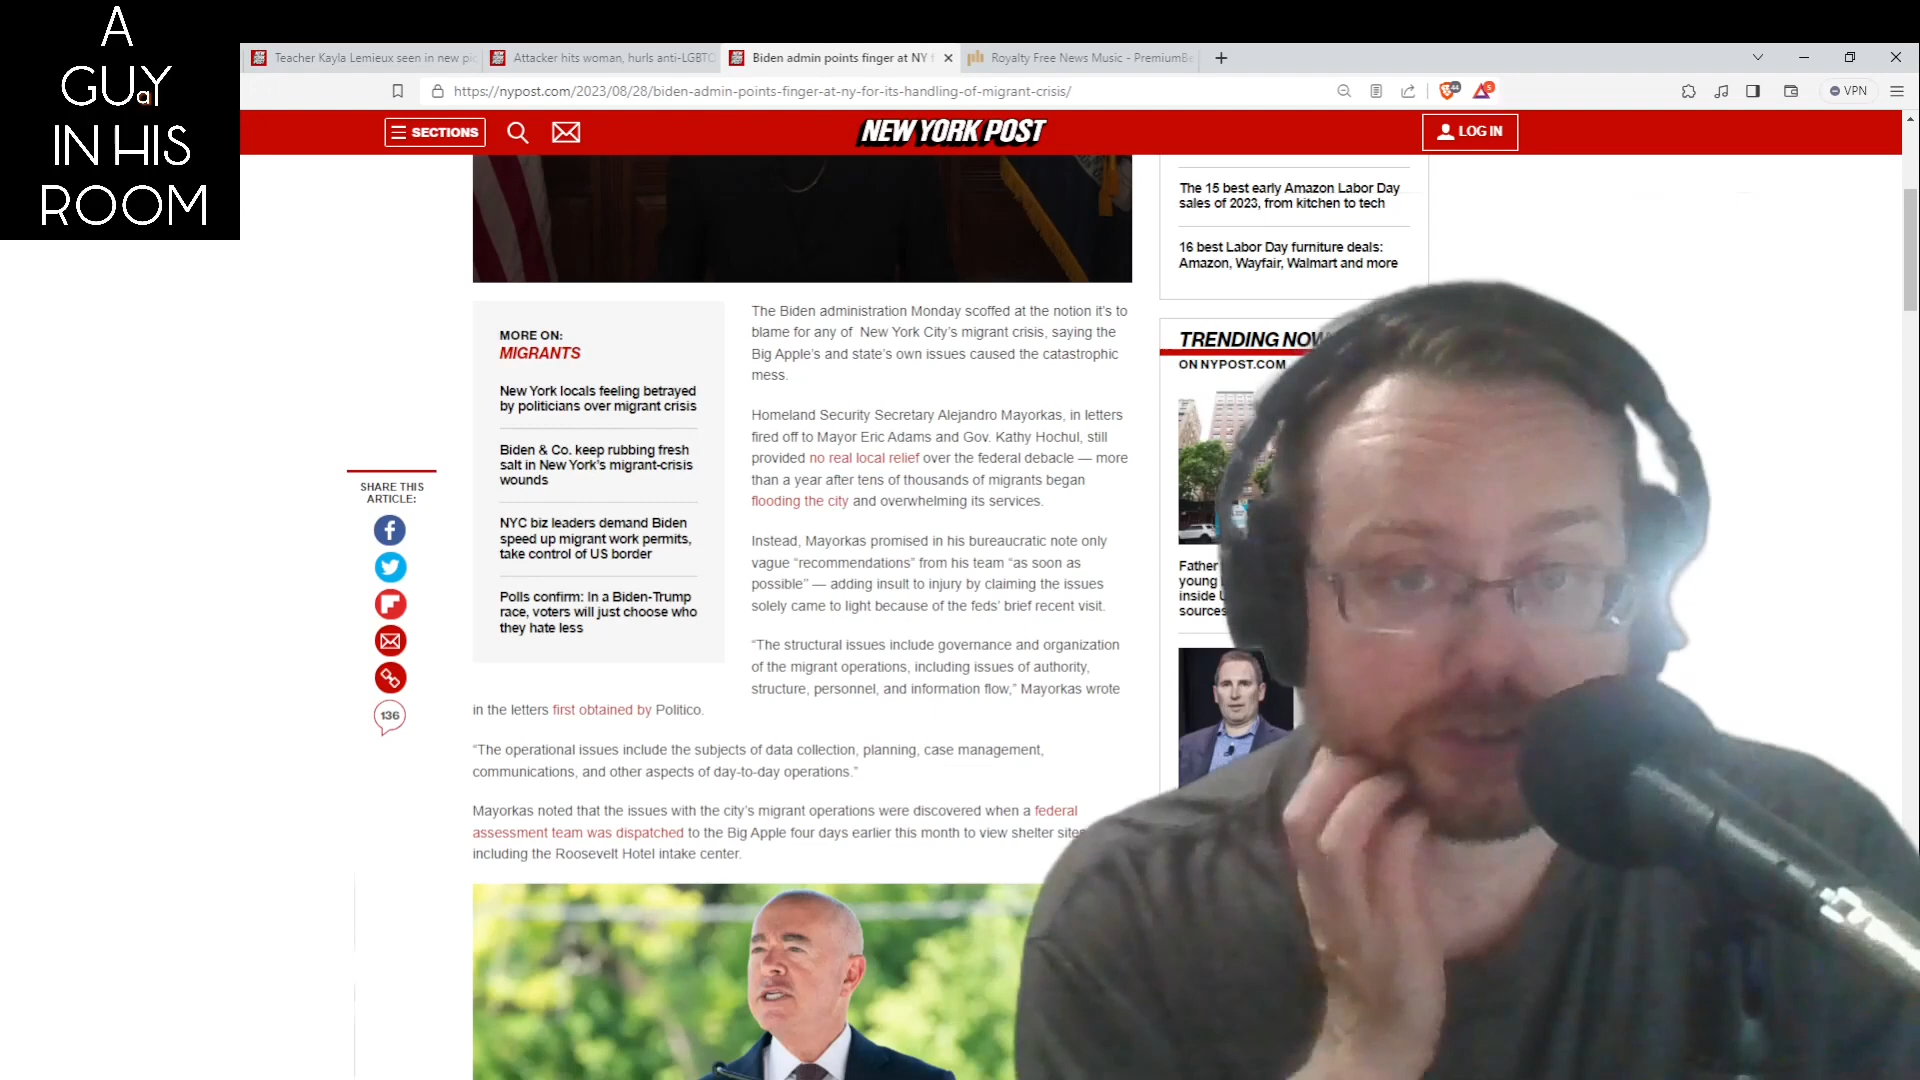 A
GUaY
IN HIS
ROOM
Teacher Kayla Lemieux seen in new pi
Attacker hits woman, hurls anti-LGBTQ
Biden admin points finger at NY f
Royalty Free News Music - PremiumBe
https://nypost.com/2023/08/28/biden-admin-points-finger-at-ny-for-its-handling-of-migrant-crisis/
44
5
VPN
SECTIONS
NEW YORK POST
LOG IN
The 15 best early Amazon Labor Day
sales of 2023, from kitchen to tech
16 best Labor Day furniture deals:
Amazon, Wayfair, Walmart and more
MORE ON:
MIGRANTS
New York locals feeling betrayed
by politicians over migrant crisis
Biden & Co. keep rubbing fresh
salt in New York's migrant-crisis
wounds
NYC biz leaders demand Biden
speed up migrant work permits,
take control of US border
Polls confirm: In a Biden-Trump
race, voters will just choose who
they hate less
SHARE THIS
ARTICLE:
136
The Biden administration Monday scoffed at the notion it's to
blame for any of New York City's migrant crisis, saying the
Big Apple's and state's own issues caused the catastrophic
mess.
Homeland Security Secretary Alejandro Mayorkas, in letters
fired off to Mayor Eric Adams and Gov. Kathy Hochul, still
provided no real local relief over the federal debacle — more
than a year after tens of thousands of migrants began
flooding the city and overwhelming its services.
Instead, Mayorkas promised in his bureaucratic note only
vague “recommendations” from his team “as soon as
possible” — adding insult to injury by claiming the issues
solely came to light because of the feds' brief recent visit.
“The structural issues include governance and organization
of the migrant operations, including issues of authority,
structure, personnel, and information flow,” Mayorkas wrote
in the letters first obtained by Politico.
“The operational issues include the subjects of data collection, planning, case management,
communications, and other aspects of day-to-day operations.”
Mayorkas noted that the issues with the city's migrant operations were discovered when a federal
assessment team was dispatched to the Big Apple four days earlier this month to view shelter sites
including the Roosevelt Hotel intake center.
TRENDING NOW
ON NYPOST.COM
Father
young
inside
sources